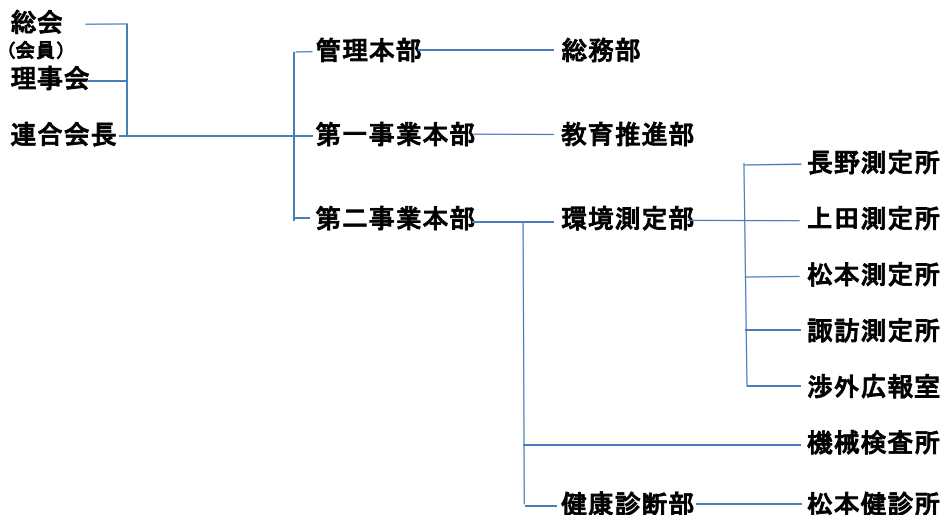 総会
（会員）
理事会
連合会長
管理本部
総務部
第一事業本部
教育推進部
第二事業本部
環境測定部
長野測定所
上田測定所
松本測定所
諏訪測定所
渉外広報室
機械検査所
健康診断部
松本健診所